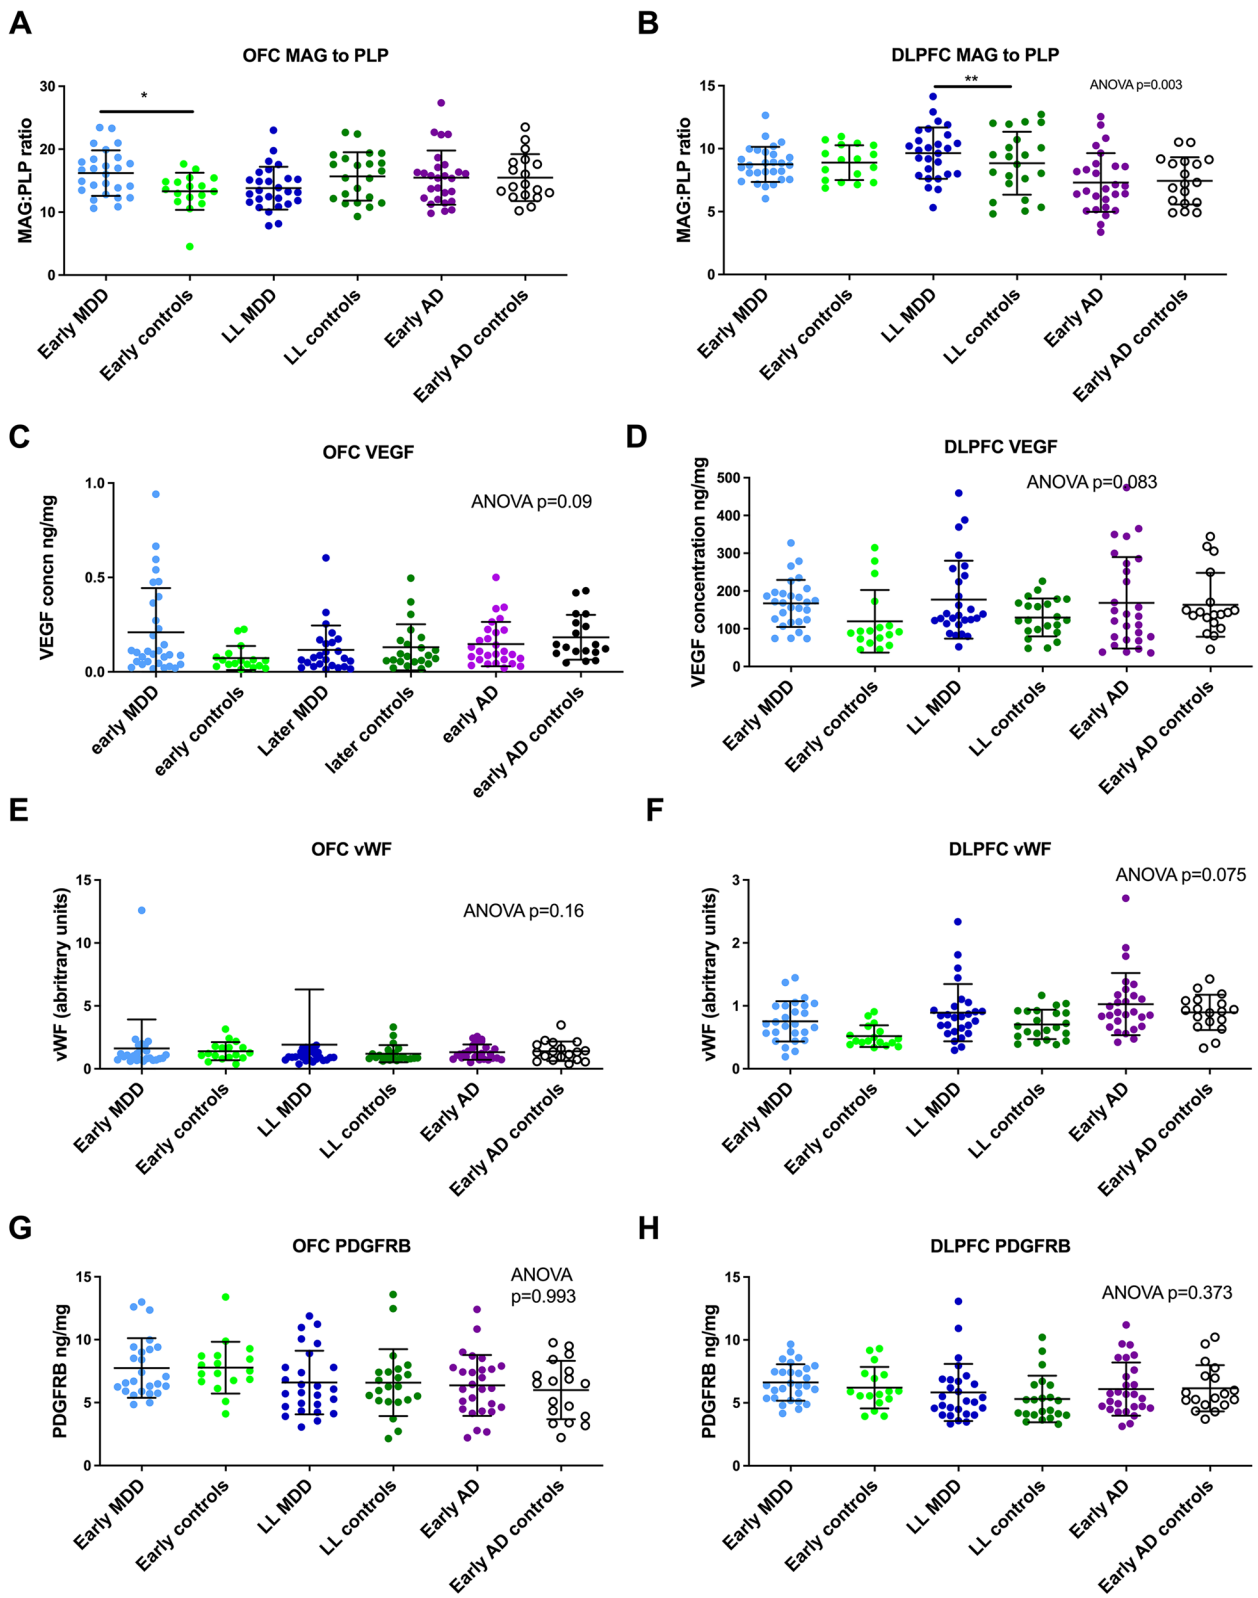 A
OFC MAG to PLP
MAG:PLP ratio
30
20
10
0
*
Early MDD
Early controls
LL MDD
LL controls
Early AD
Early AD controls
B
DLPFC MAG to PLP
MAG:PLP ratio
15
10
5
0
**
ANOVA p=0.003
Early MDD
Early controls
LL MDD
LL controls
Early AD
Early AD controls
C
OFC VEGF
VEGF concn ng/mg
1.0
0.5
0.0
ANOVA p=0.09
early MDD
early controls
Later MDD
later controls
early AD
early AD controls
D
DLPFC VEGF
VEGF concentration ng/mg
500
400
300
200
100
0
ANOVA p=0.083
Early MDD
Early controls
LL MDD
LL controls
Early AD
Early AD controls
E
OFC vWF
vWF (abritrary units)
15
10
5
0
ANOVA p=0.16
Early MDD
Early controls
LL MDD
LL controls
Early AD
Early AD controls
F
DLPFC vWF
vWF (abritrary units)
3
2
1
0
ANOVA p=0.075
Early MDD
Early controls
LL MDD
LL controls
Early AD
Early AD controls
G
OFC PDGFRB
PDGFRB ng/mg
15
10
5
0
ANOVA
p=0.993
Early MDD
Early controls
LL MDD
LL controls
Early AD
Early AD controls
H
DLPFC PDGFRB
PDGFRB ng/mg
15
10
5
0
ANOVA p=0.373
Early MDD
Early controls
LL MDD
LL controls
Early AD
Early AD controls